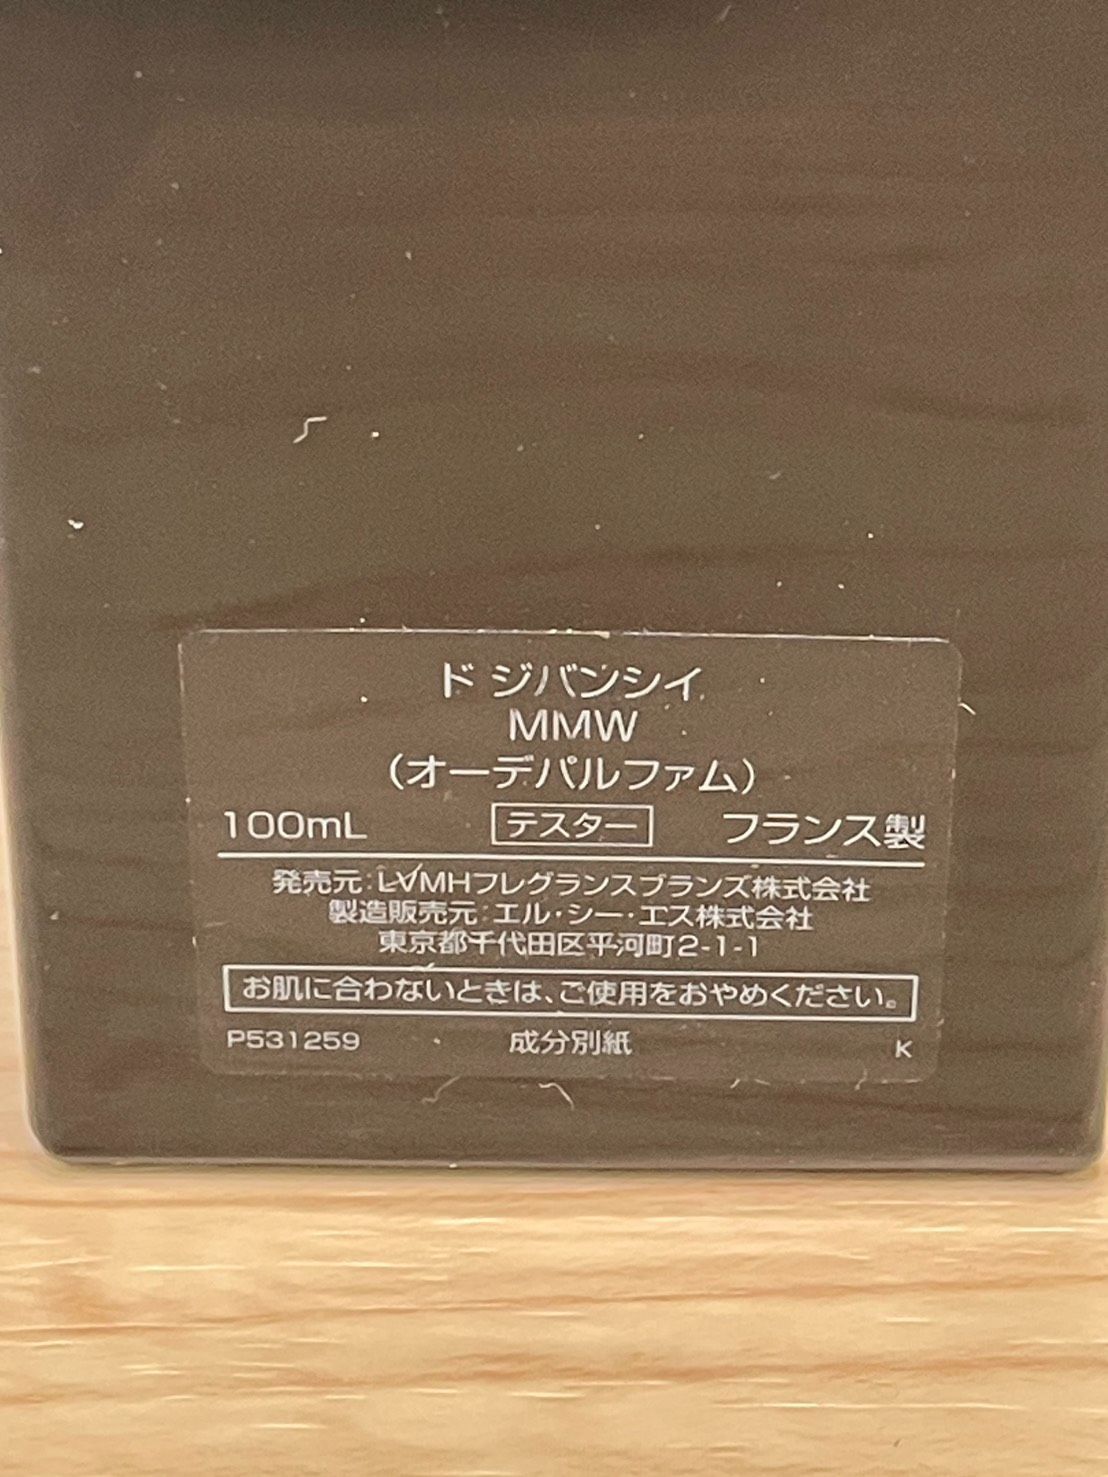 ド ジバンシイ
MMW
（オーデパルファム）
100mL テスター フランス製
発売元：LVMHフレグランスブランズ株式会社
製造販売元：エル・シー・エス株式会社
東京都千代田区平河町2-1-1
お肌に合わないときは、ご使用をおやめください。
P531259 成分別紙 K